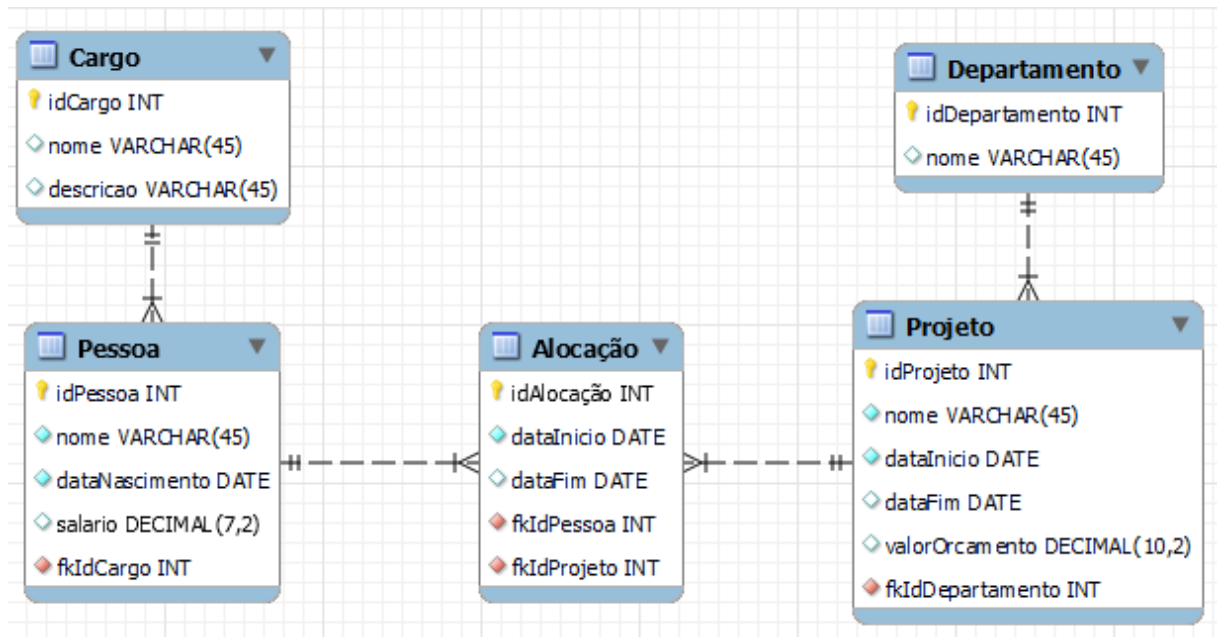 Cargo
idCargo INT
nome VARCHAR(45)
descricao VARCHAR(45)
Departamento
idDepartamento INT
nome VARCHAR(45)
Pessoa
idPessoa INT
nome VARCHAR(45)
dataNascimento DATE
salario DECIMAL(7,2)
fkIdCargo INT
Alocação
idAlocação INT
dataInicio DATE
dataFim DATE
fkIdPessoa INT
fkIdProjeto INT
Projeto
idProjeto INT
nome VARCHAR(45)
dataInicio DATE
dataFim DATE
valorOrcamento DECIMAL(10,2)
fkIdDepartamento INT